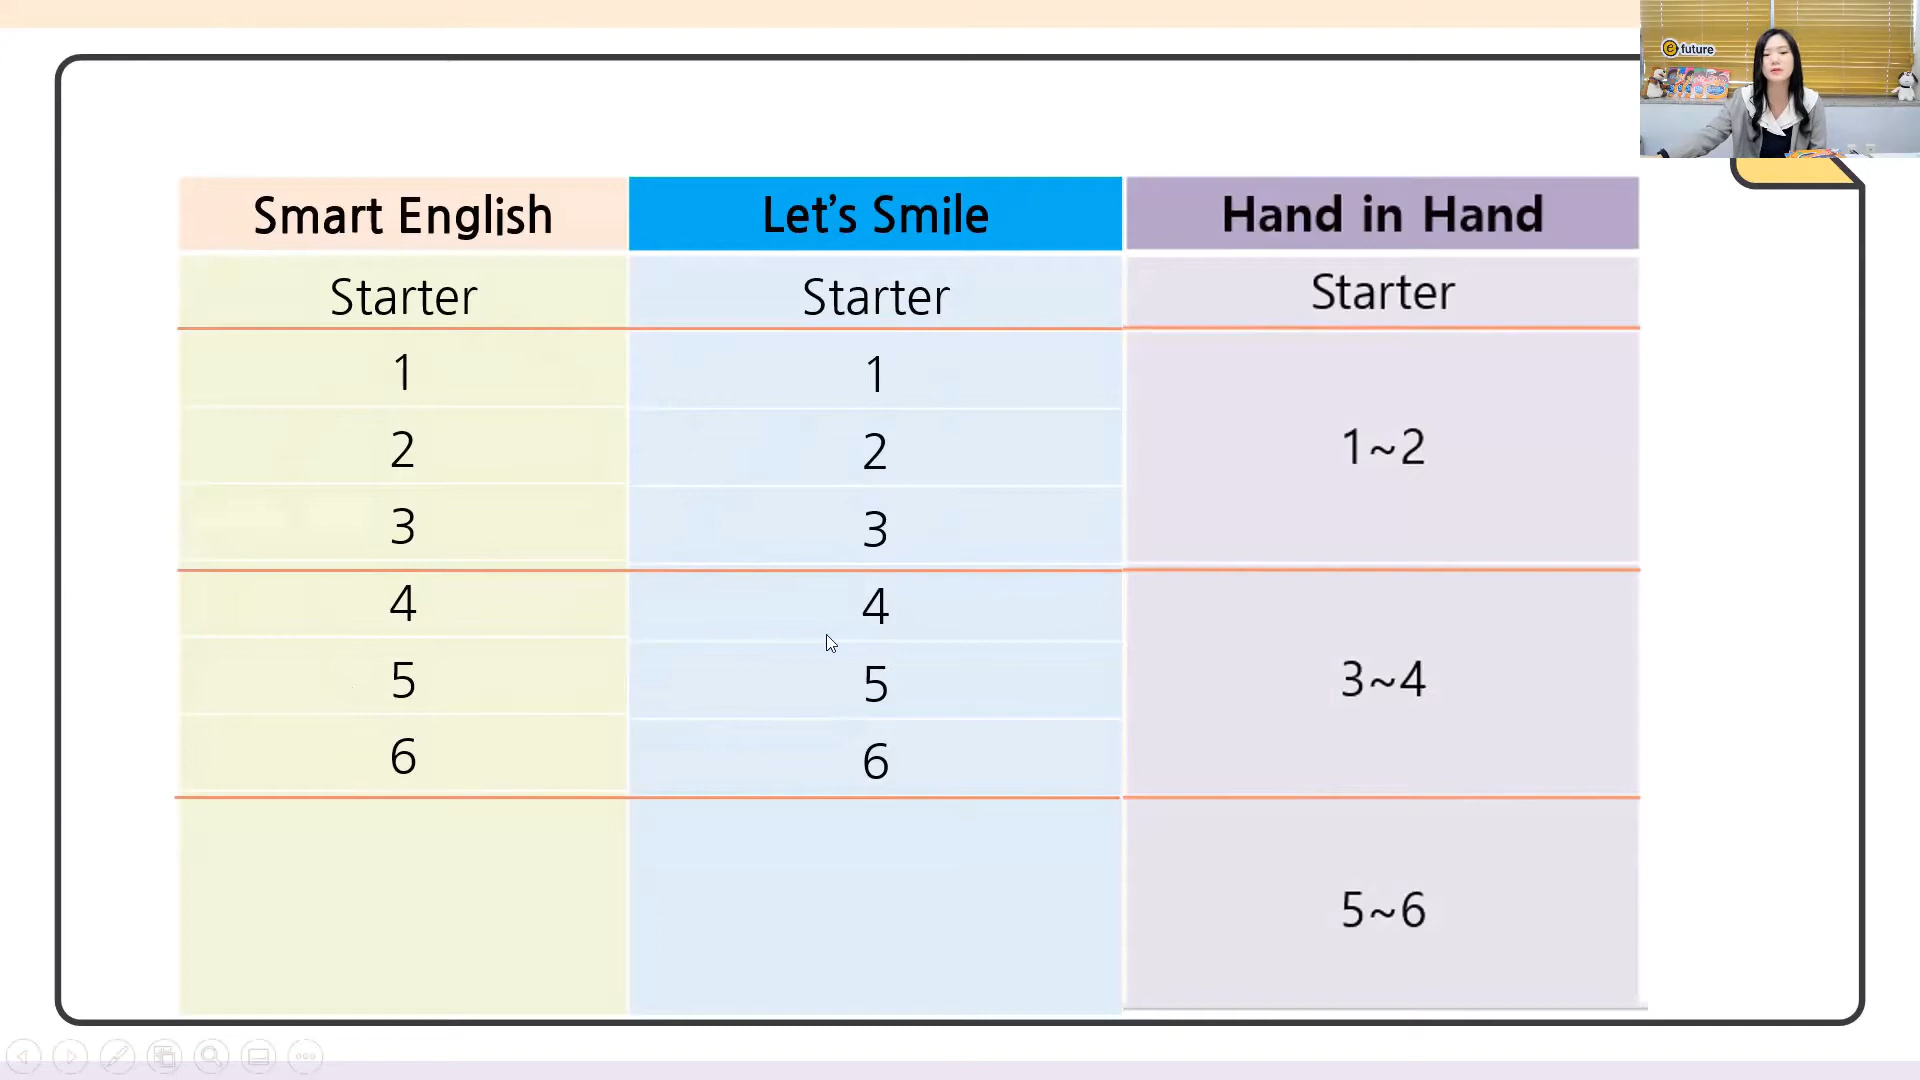 e future
Smart English Let's Smile Hand in Hand
Starter Starter Starter
1 1
2 2 1~2
3 3
4 4
5 5 3~4
6 6
5~6